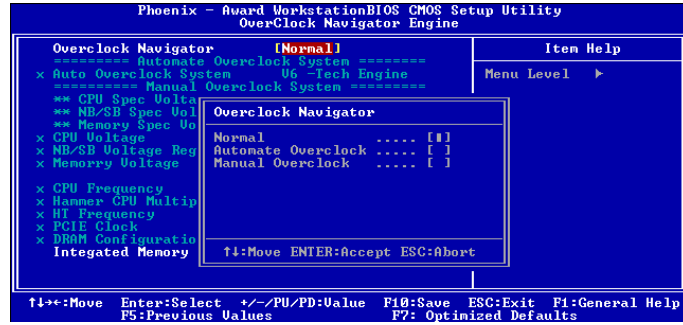 Phoenix - Award WorkstationBIOS CMOS Setup Utility
OverClock Navigator Engine
Overclock Navigator [Normal]
Item Help
======== Automate Overclock System ========
x Auto Overclock System V6 -Tech Engine
Menu Level ►
========== Manual Overclock System =========
** CPU Spec Volta
** NB/SB Spec Vol
** Memory Spec Vo
x CPU Voltage
x NB/SB Voltage Reg
x Memorry Voltage
x CPU Frequency
x Hammer CPU Multip
x HT Frequency
x PCIE Clock
x DRAM Configuratio
Integated Memory
Overclock Navigator
Normal ..... [▮]
Automate Overclock ..... [ ]
Manual Overclock ..... [ ]
↑↓:Move ENTER:Accept ESC:Abort
↑↓→←:Move Enter:Select +/-/PU/PD:Value F10:Save ESC:Exit F1:General Help
F5:Previous Values F7: Optimized Defaults